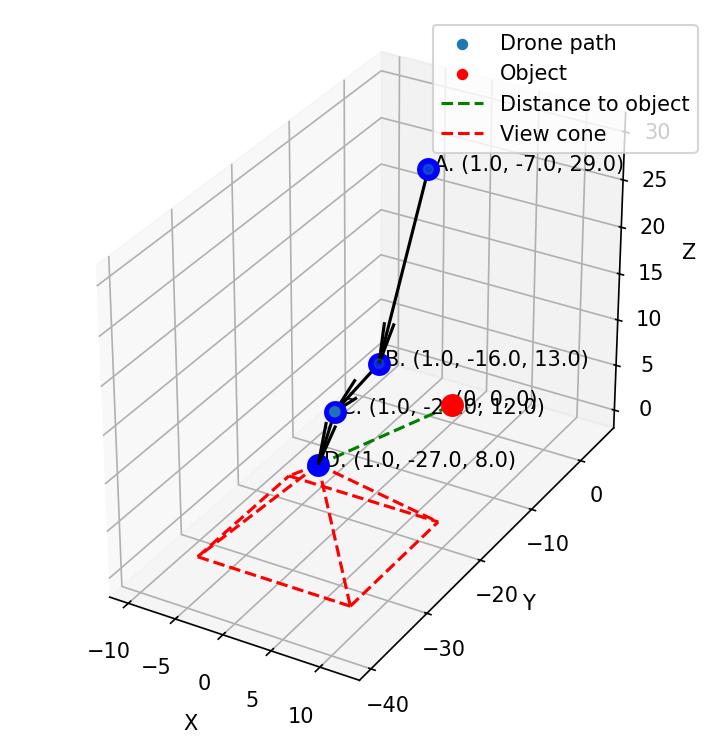 Drone path
Object
Distance to object
View cone
A. (1.0, -7.0, 29.0)
B. (1.0, -16.0, 13.0)
(0, 0, 0)
12.0)
D. (1.0, -27.0, 8.0)
30
25
20
15
10
5
0
Z
0
−10
−20
−30
−40
Y
−10
−5
0
5
10
X